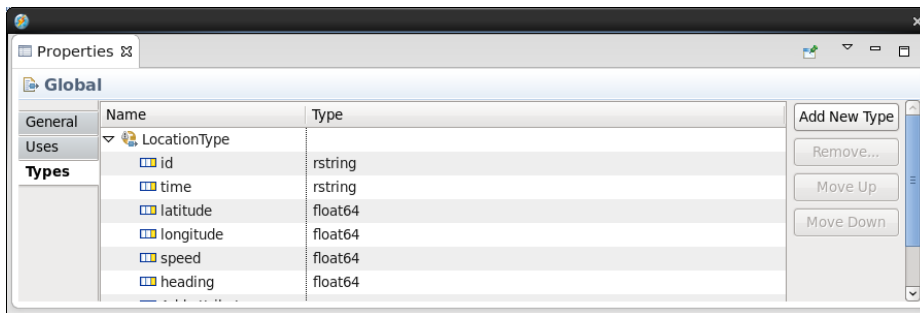 Properties
Global
General
Uses
Types
Name Type
LocationType
id rstring
time rstring
latitude float64
longitude float64
speed float64
heading float64
Add New Type
Remove...
Move Up
Move Down